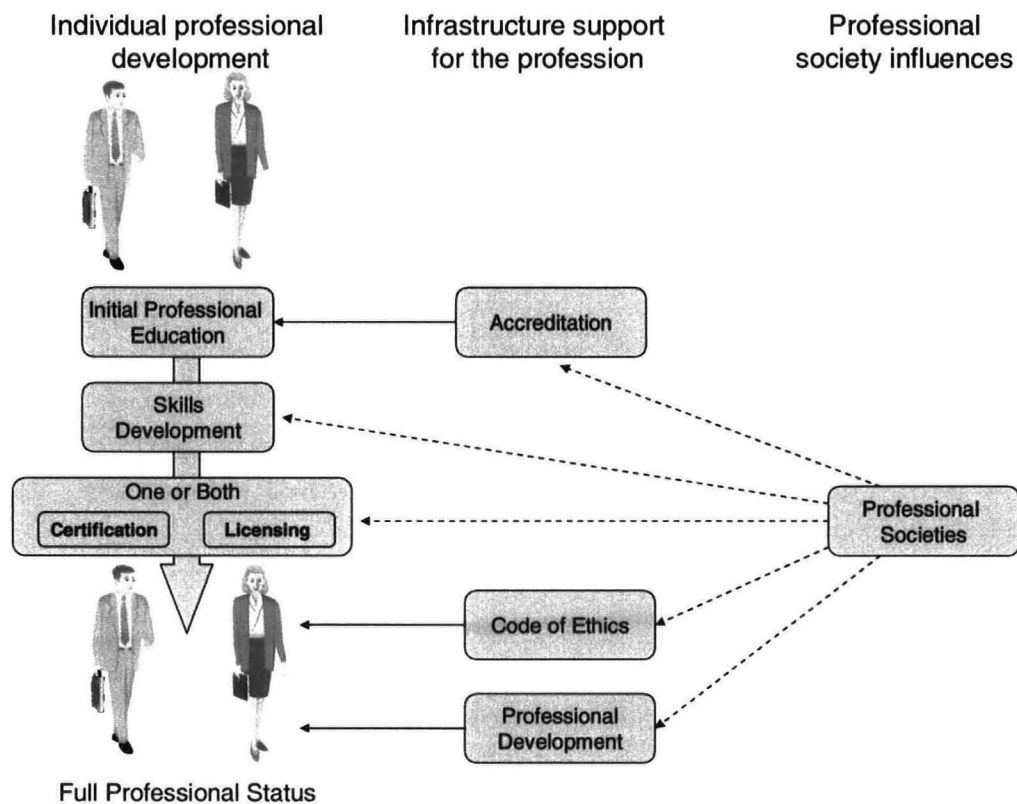 Individual professional
development
Infrastructure support
for the profession
Professional
society influences
Initial Professional
Education
Accreditation
Skills
Development
One or Both
Certification
Licensing
Professional
Societies
Code of Ethics
Professional
Development
Full Professional Status